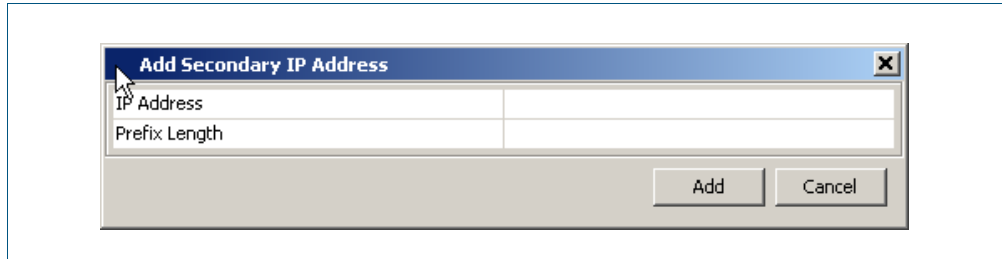 Add Secondary IP Address
IP Address
Prefix Length
Add Cancel